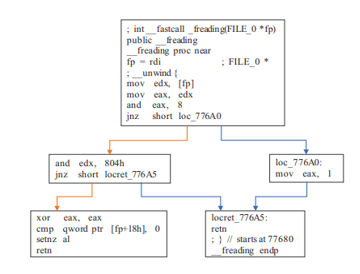 ; int __fastcall _freading(FILE_0 *fp)
public __freading
__freading proc near
fp = rdi ; FILE_0 *
; __unwind {
mov edx, [fp]
mov eax, edx
and eax, 8
jnz short loc_776A0
and edx, 804h
jnz short locret_776A5
loc_776A0:
mov eax, 1
xor eax, eax
cmp qword ptr [fp+18h], 0
setnz al
retn
locret_776A5:
retn
; } // starts at 77680
__freading endp